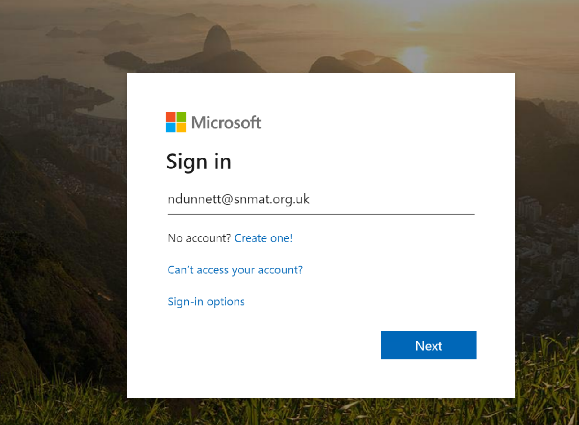 Microsoft
Sign in
ndunnett@snmat.org.uk
No account? Create one!
Can't access your account?
Sign-in options
Next